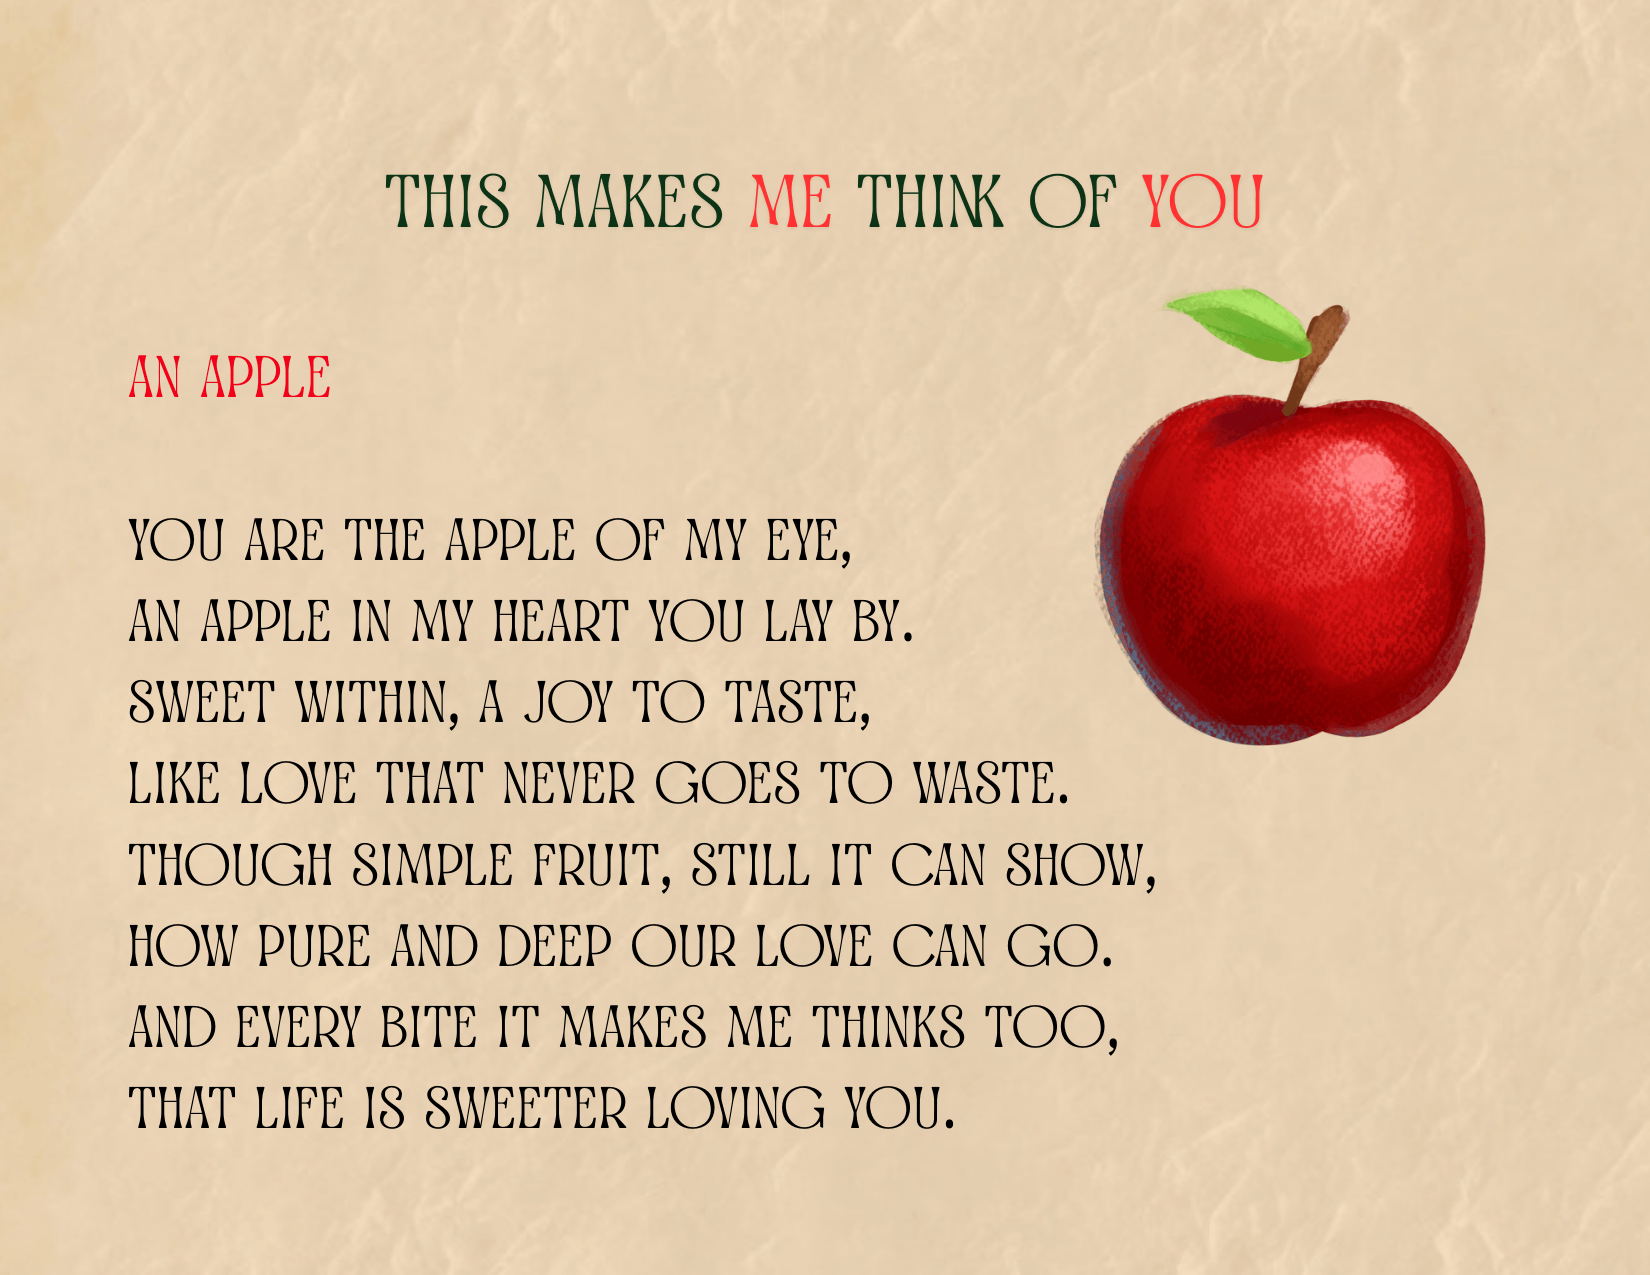 THIS MAKES ME THINK OF YOU
AN APPLE
YOU ARE THE APPLE OF MY EYE,
AN APPLE IN MY HEART YOU LAY BY.
SWEET WITHIN, A JOY TO TASTE,
LIKE LOVE THAT NEVER GOES TO WASTE.
THOUGH SIMPLE FRUIT, STILL IT CAN SHOW,
HOW PURE AND DEEP OUR LOVE CAN GO.
AND EVERY BITE IT MAKES ME THINKS TOO,
THAT LIFE IS SWEETER LOVING YOU.